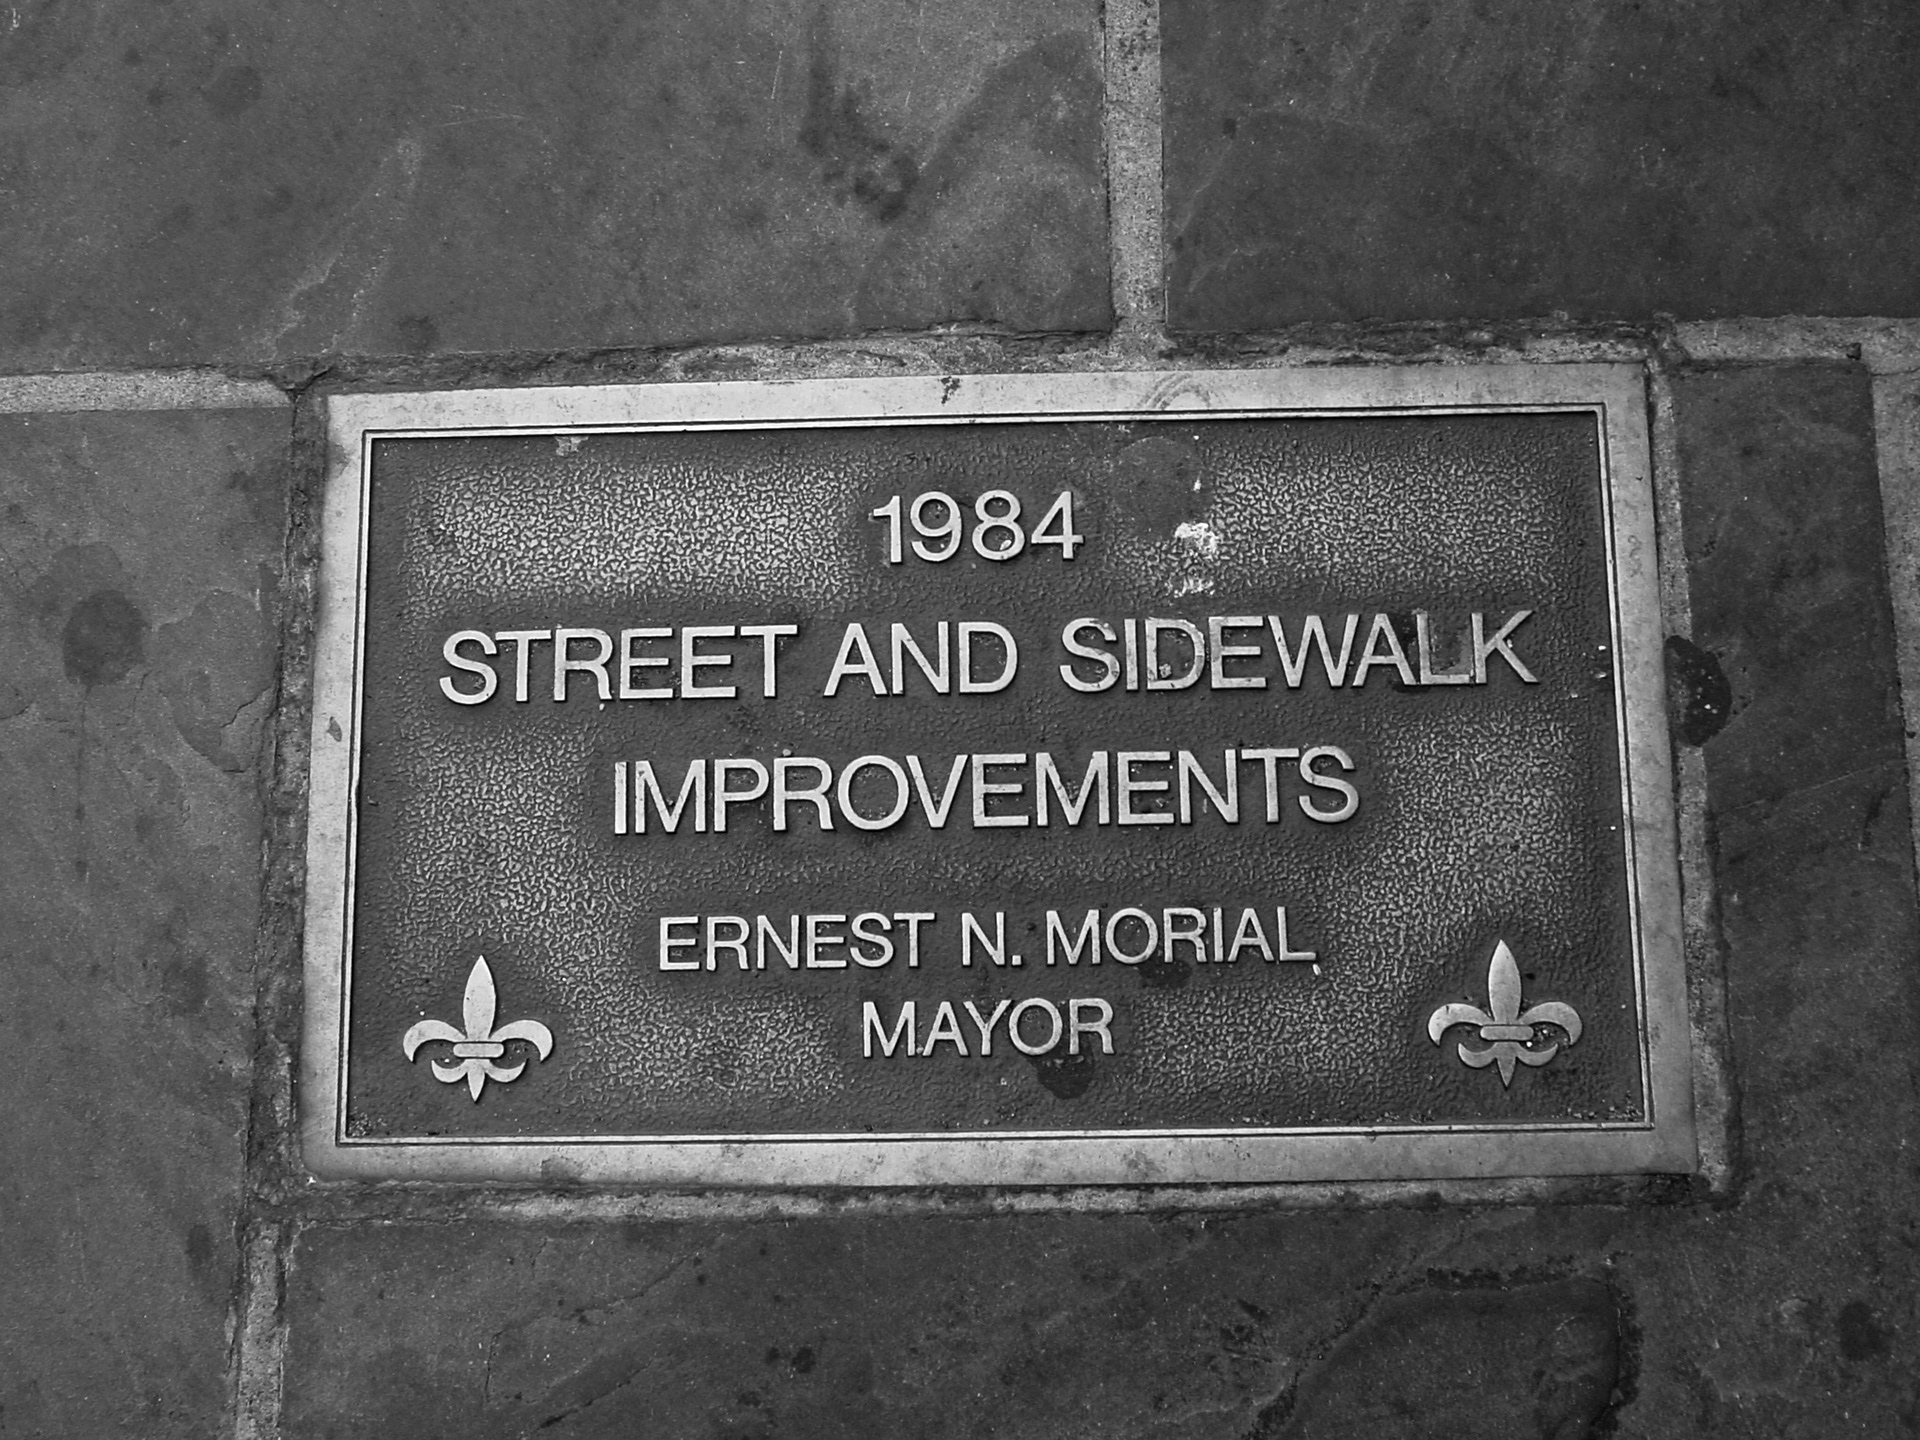 1984
STREET AND SIDEWALK
IMPROVEMENTS
ERNEST N. MORIAL
MAYOR